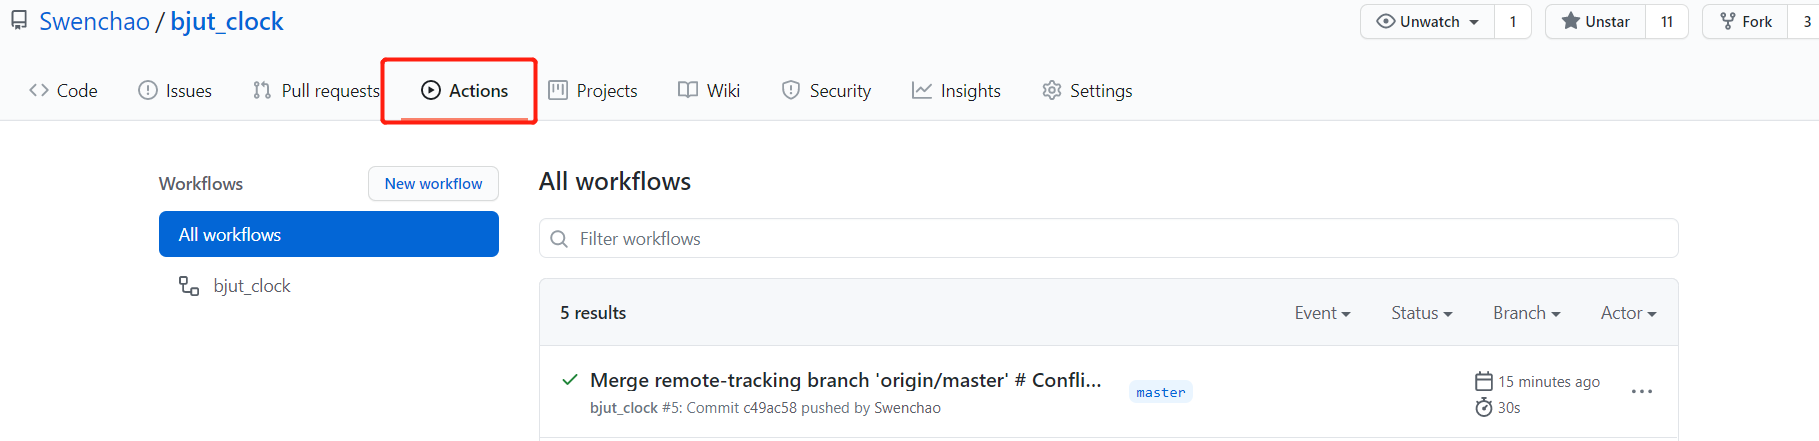 Swenchao / bjut_clock
Unwatch 1 Unstar 11 Fork 3
Code Issues Pull requests Actions Projects Wiki Security Insights Settings
Workflows New workflow
All workflows
bjut_clock
All workflows
Filter workflows
5 results Event Status Branch Actor
Merge remote-tracking branch 'origin/master' # Confli... master 15 minutes ago
bjut_clock #5: Commit c49ac58 pushed by Swenchao 30s